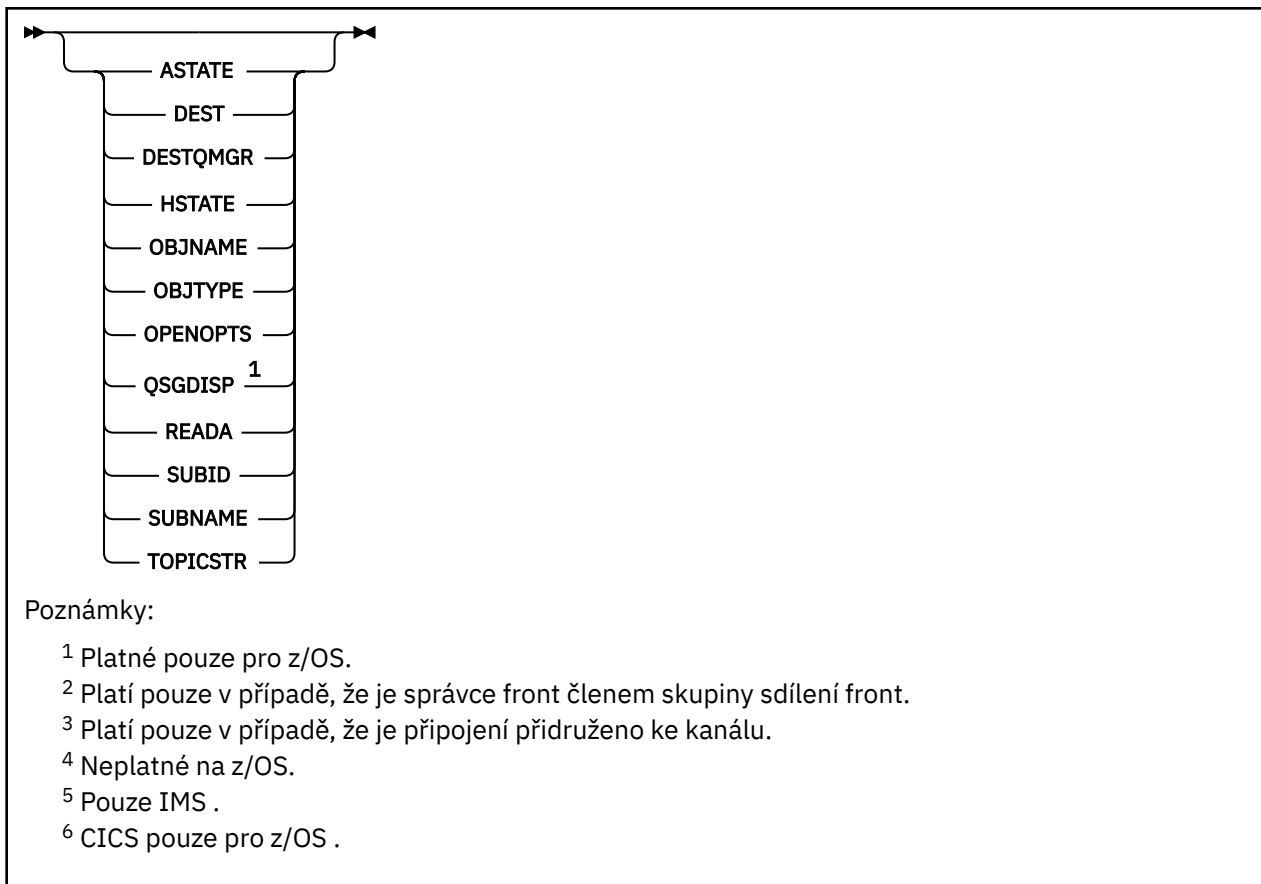 ASTATE
DEST
DESTQMGR
HSTATE
OBJNAME
OBJTYPE
OPENOPTS
QSGDISP 1
READA
SUBID
SUBNAME
TOPICSTR
Poznámky:
1 Platné pouze pro z/OS.
2 Platí pouze v případě, že je správce front členem skupiny sdílení front.
3 Platí pouze v případě, že je připojení přidruženo ke kanálu.
4 Neplatné na z/OS.
5 Pouze IMS .
6 CICS pouze pro z/OS .